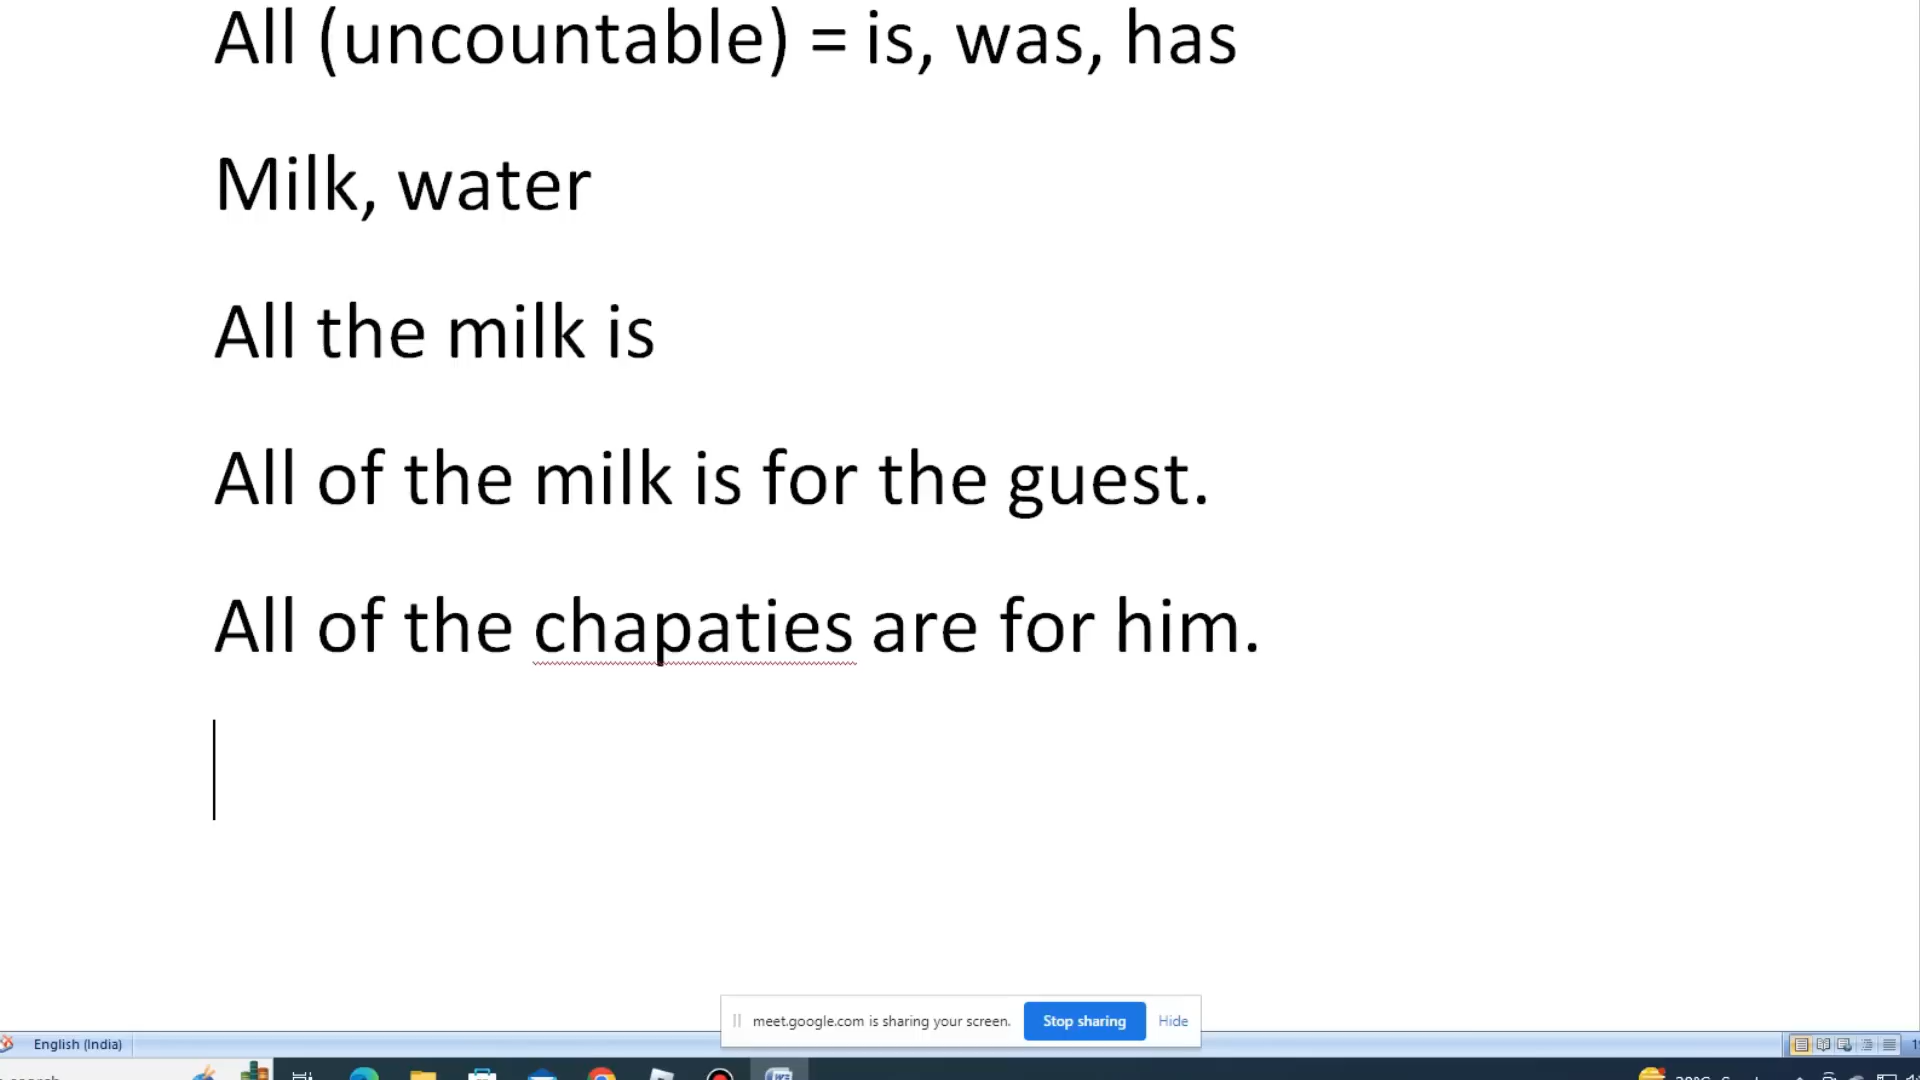 All (uncountable) = is, was, has
Milk, water
All the milk is
All of the milk is for the guest.
All of the chapaties are for him.
meet.google.com is sharing your screen. Stop sharing Hide
English (India)